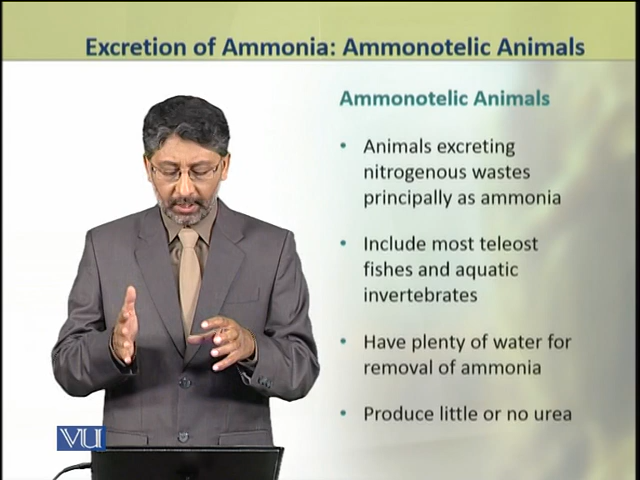 Excretion of Ammonia: Ammonotelic Animals
Ammonotelic Animals
• Animals excreting
nitrogenous wastes
principally as ammonia
• Include most teleost
fishes and aquatic
invertebrates
• Have plenty of water for
removal of ammonia
• Produce little or no urea
VU